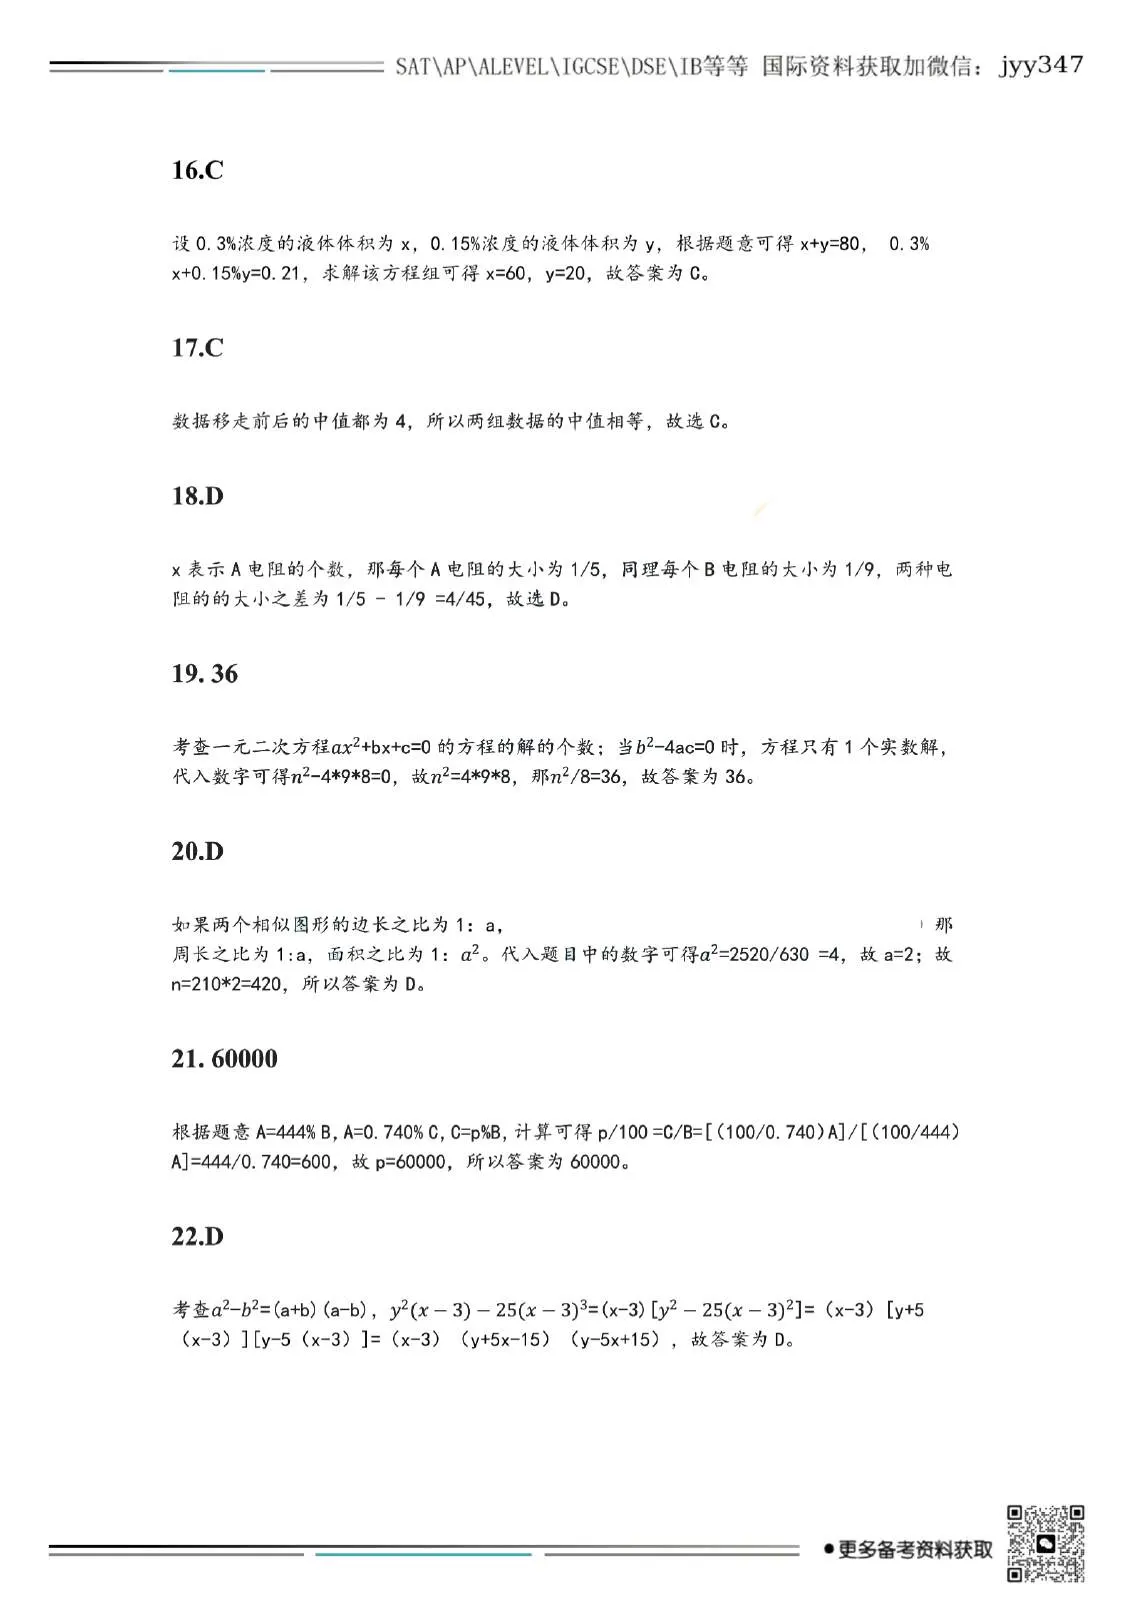 SAT\AP\ALEVEL\IGCSE\DSE\IB等等 国际资料获取加微信: jyy347
16.C
设 0.3%浓度的液体体积为 x，0.15%浓度的液体体积为 y，根据题意可得 x+y=80， 0.3%
x+0.15%y=0.21，求解该方程组可得 x=60，y=20，故答案为 C。
17.C
数据移走前后的中值都为 4，所以两组数据的中值相等，故选 C。
18.D
x 表示 A 电阻的个数，那每个 A 电阻的大小为 1/5，同理每个 B 电阻的大小为 1/9，两种电
阻的的大小之差为 1/5 - 1/9 =4/45，故选 D。
19. 36
考查一元二次方程ax²+bx+c=0 的方程的解的个数；当b²-4ac=0 时，方程只有 1 个实数解，
代入数字可得n²-4*9*8=0，故n²=4*9*8，那n²/8=36，故答案为 36。
20.D
如果两个相似图形的边长之比为 1：a， 那
周长之比为 1:a，面积之比为 1：a²。代入题目中的数字可得a²=2520/630 =4，故 a=2；故
n=210*2=420，所以答案为 D。
21. 60000
根据题意 A=444% B, A=0.740% C, C=p%B, 计算可得 p/100 =C/B=[（100/0.740）A]/[（100/444）
A]=444/0.740=600，故 p=60000，所以答案为 60000。
22.D
考查a²-b²=(a+b)(a-b)，y²(x − 3) − 25(x − 3)³=(x-3)[y² − 25(x − 3)²]=（x-3）[y+5
（x-3）][y-5（x-3）]=（x-3）（y+5x-15）（y-5x+15），故答案为 D。
●更多备考资料获取